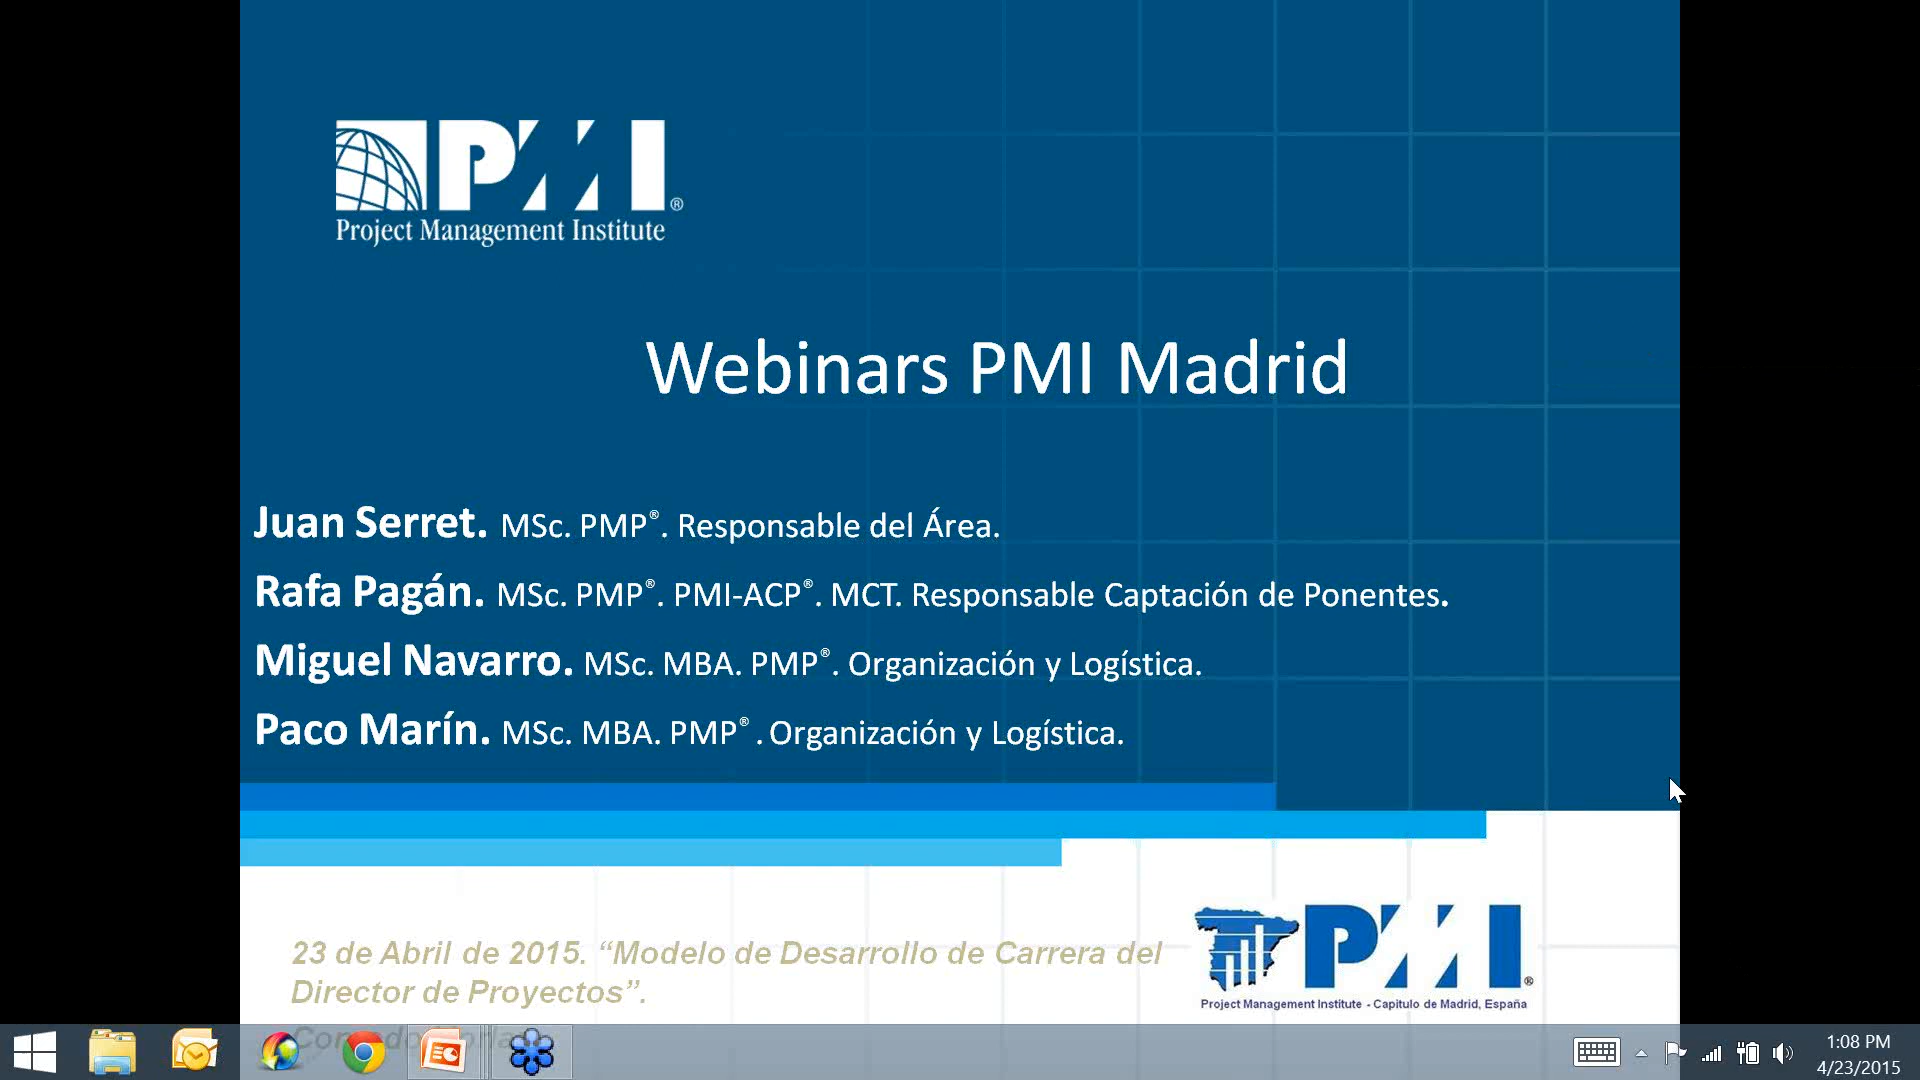 PMI®
Project Management Institute
Webinars PMI Madrid
Juan Serret. MSc. PMP®. Responsable del Área.
Rafa Pagán. MSc. PMP®. PMI-ACP®. MCT. Responsable Captación de Ponentes.
Miguel Navarro. MSc. MBA. PMP®. Organización y Logística.
Paco Marín. MSc. MBA. PMP® . Organización y Logística.
23 de Abril de 2015. “Modelo de Desarrollo de Carrera del
Director de Proyectos”.
PMI®
Project Management Institute - Capitulo de Madrid, España
1:08 PM
4/23/2015